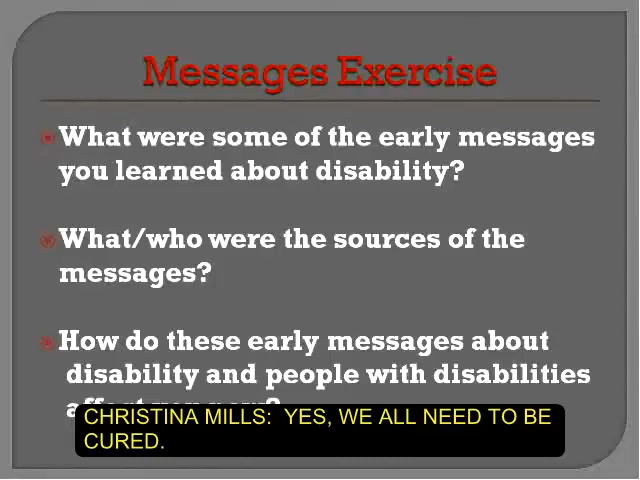 Messages Exercise
What were some of the early messages
you learned about disability?
What/who were the sources of the
messages?
How do these early messages about
disability and people with disabilities
CHRISTINA MILLS: YES, WE ALL NEED TO BE
CURED.